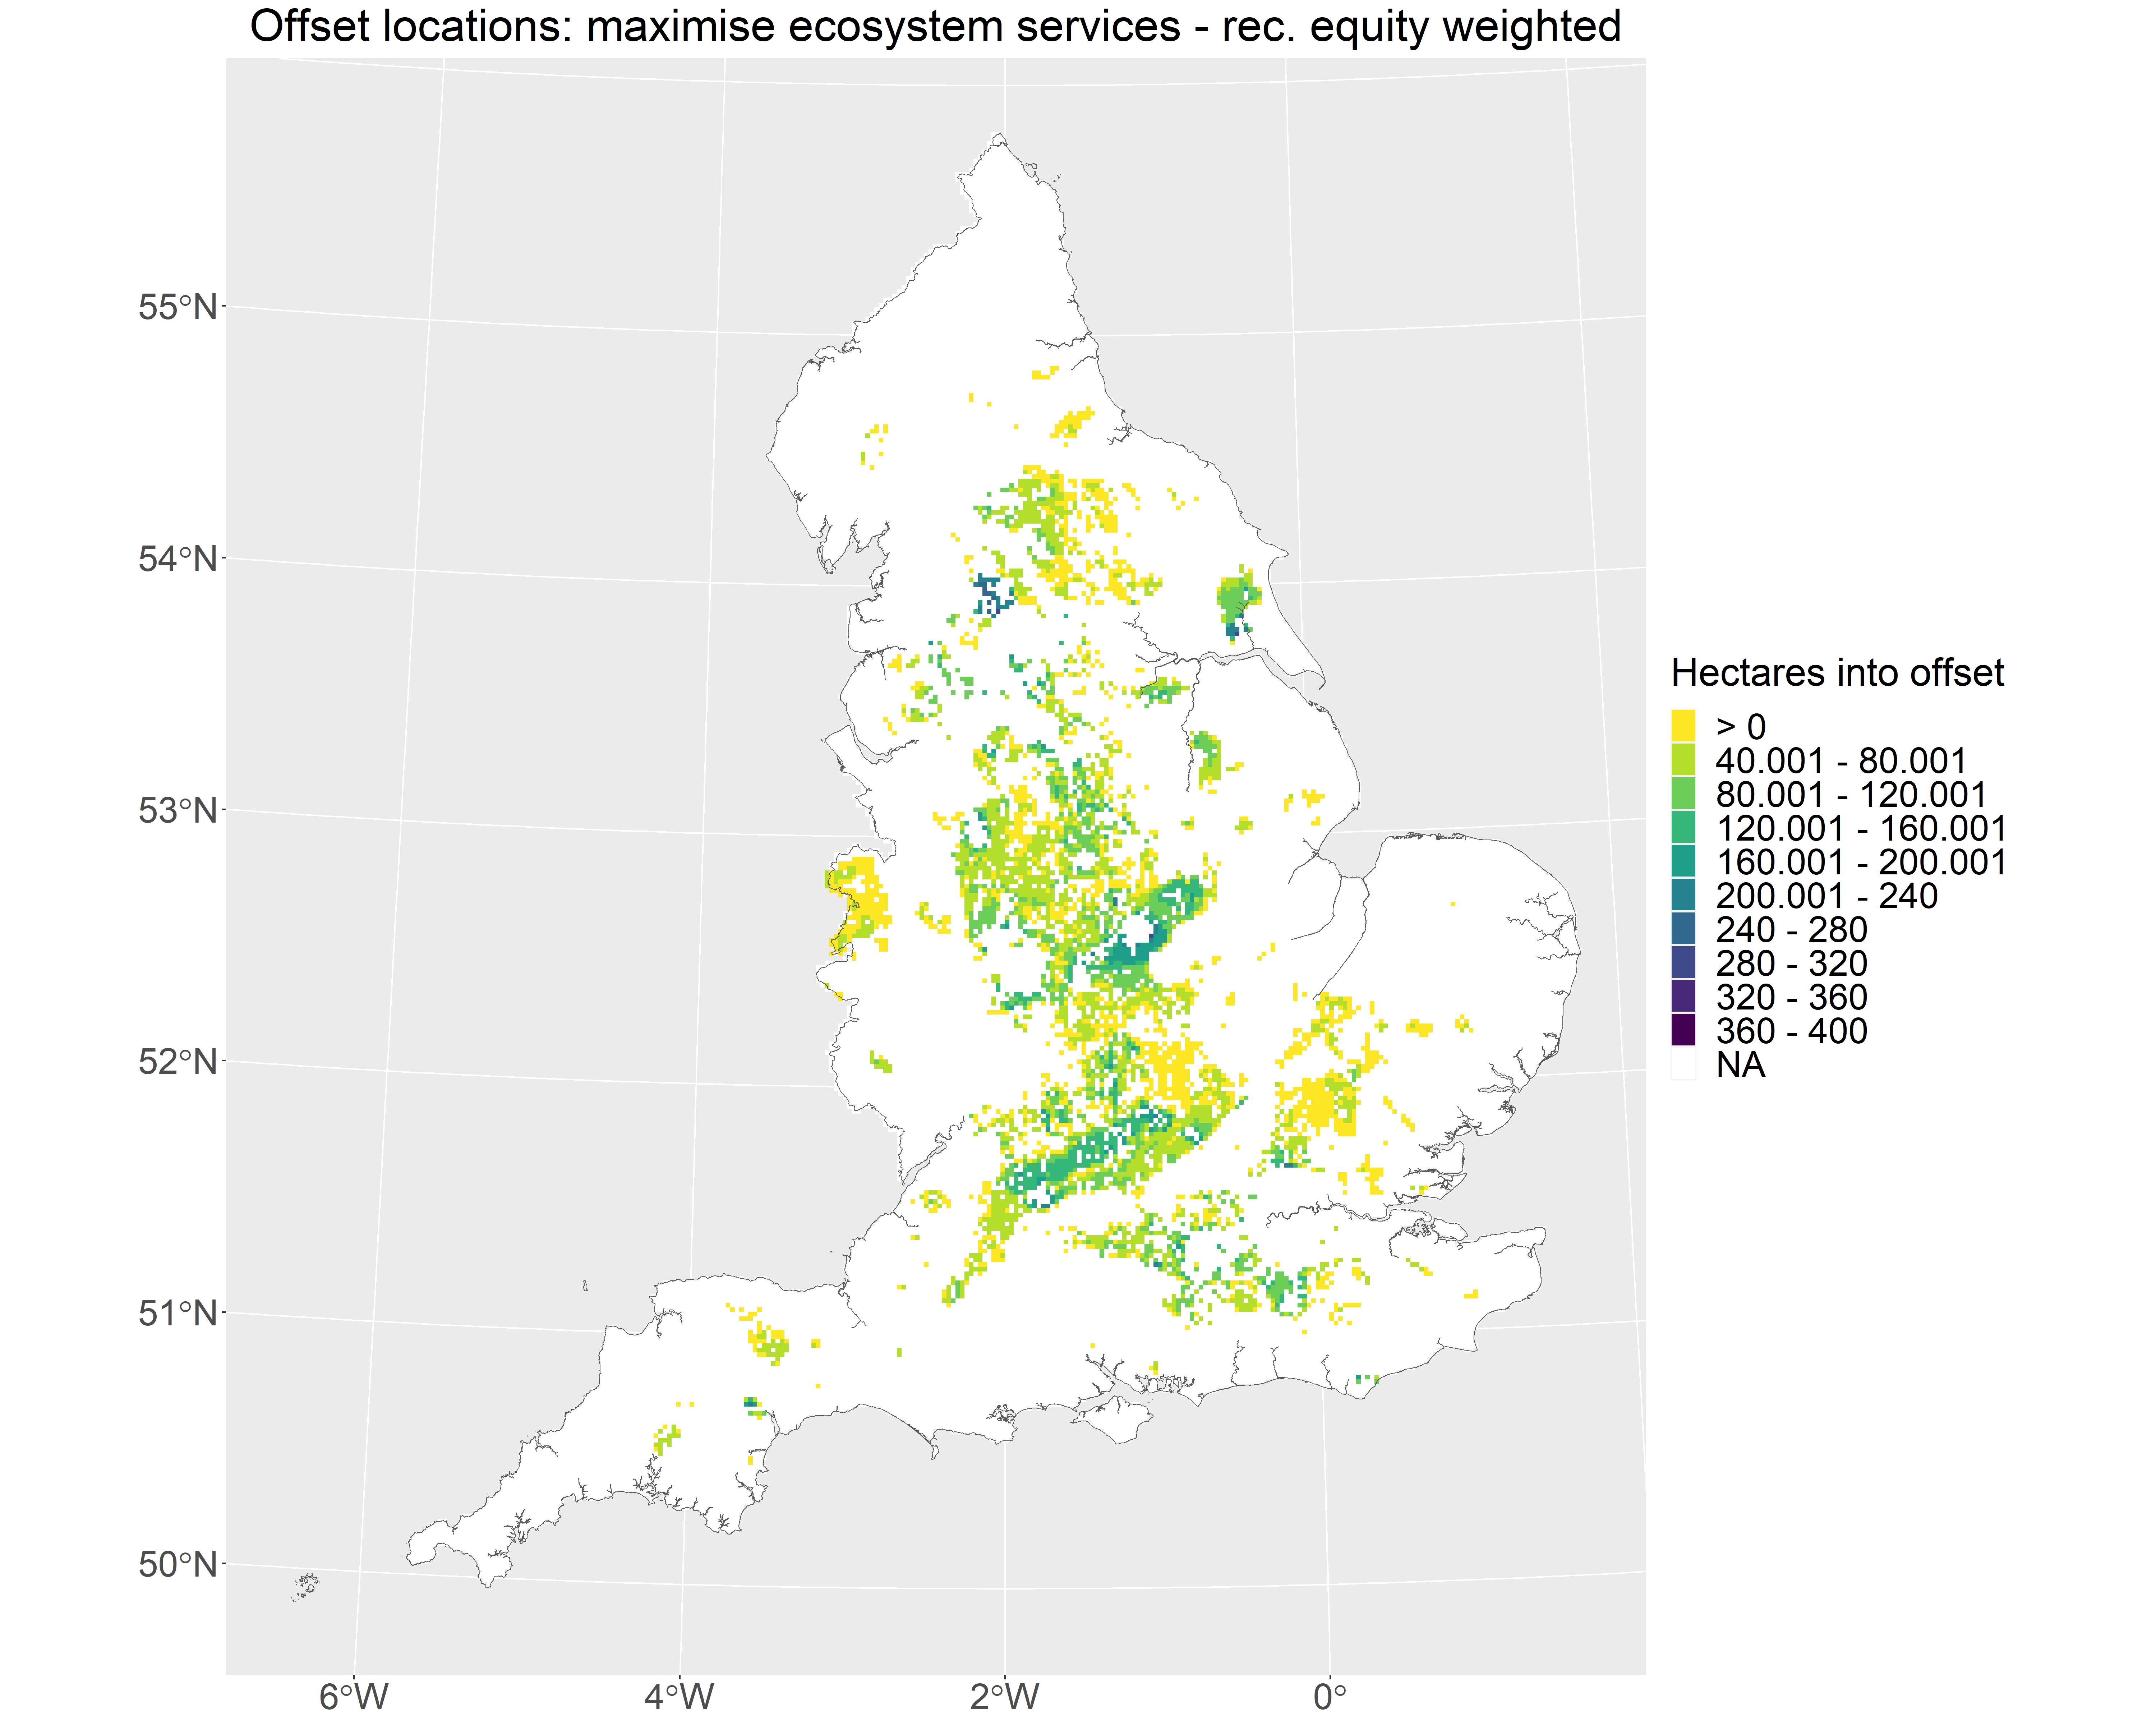 Offset locations: maximise ecosystem services - rec. equity weighted
55°N
54°N
53°N
52°N
51°N
50°N
6°W
4°W
2°W
0°
Hectares into offset
> 0
40.001 - 80.001
80.001 - 120.001
120.001 - 160.001
160.001 - 200.001
200.001 - 240
240 - 280
280 - 320
320 - 360
360 - 400
NA